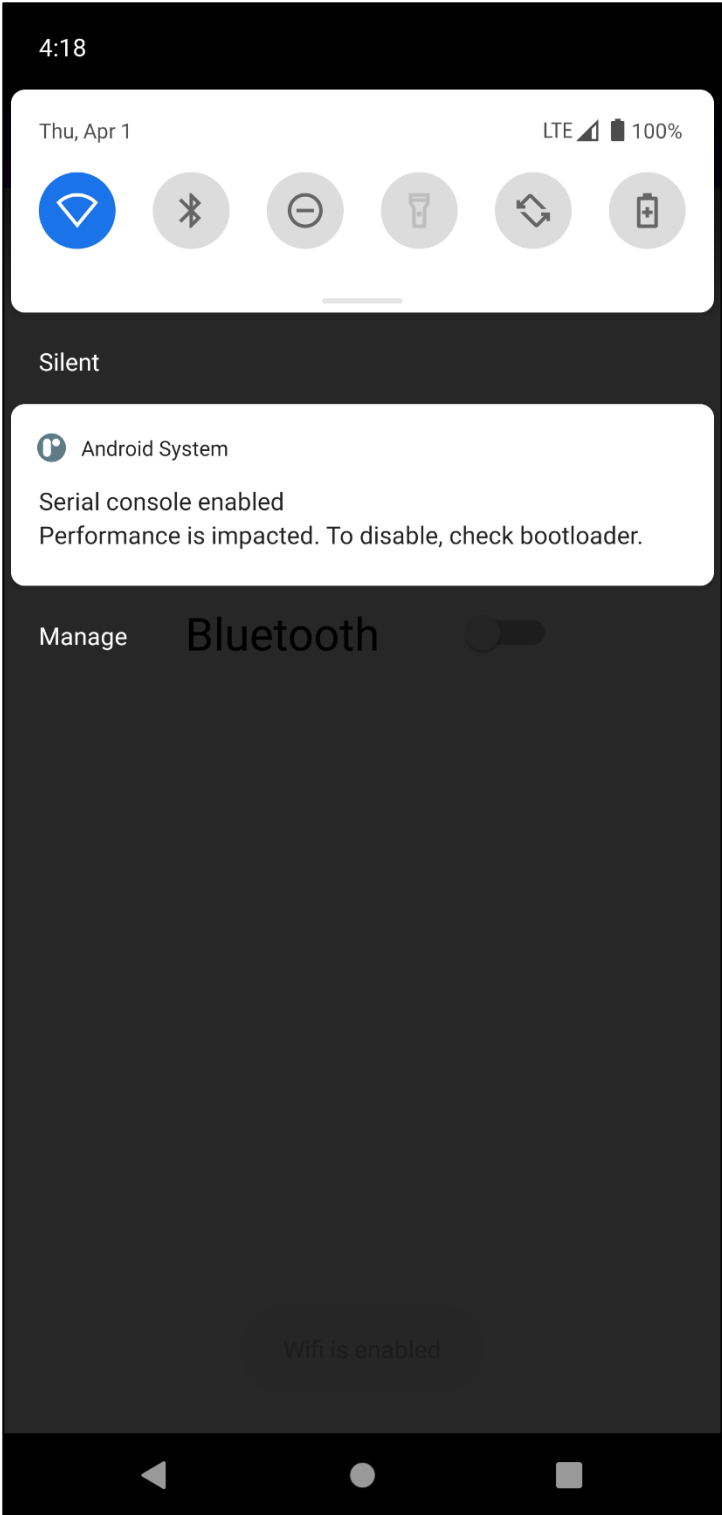 4:18
Thu, Apr 1
LTE 100%
Silent
Android System
Serial console enabled
Performance is impacted. To disable, check bootloader.
Manage
Bluetooth
Wifi is enabled